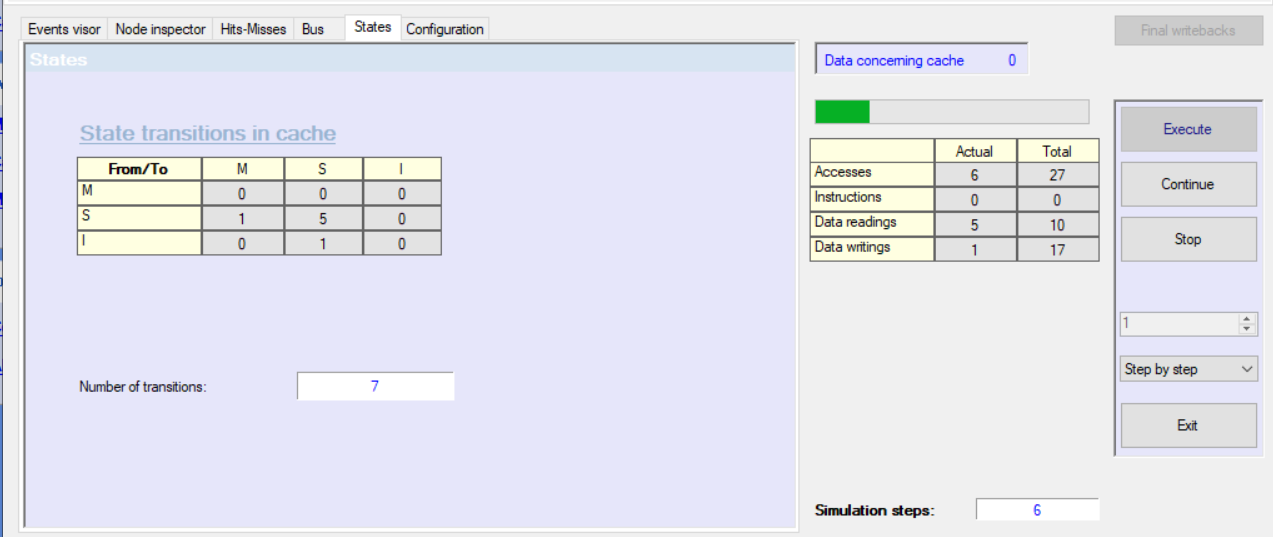 Events visor Node inspector Hits-Misses Bus States Configuration
States
State transitions in cache
From/To M S I
M 0 0 0
S 1 5 0
I 0 1 0
Number of transitions: 7
Data concerning cache 0
Actual Total
Accesses 6 27
Instructions 0 0
Data readings 5 10
Data writings 1 17
Simulation steps: 6
Final writebacks
Execute
Continue
Stop
1
Step by step
Exit